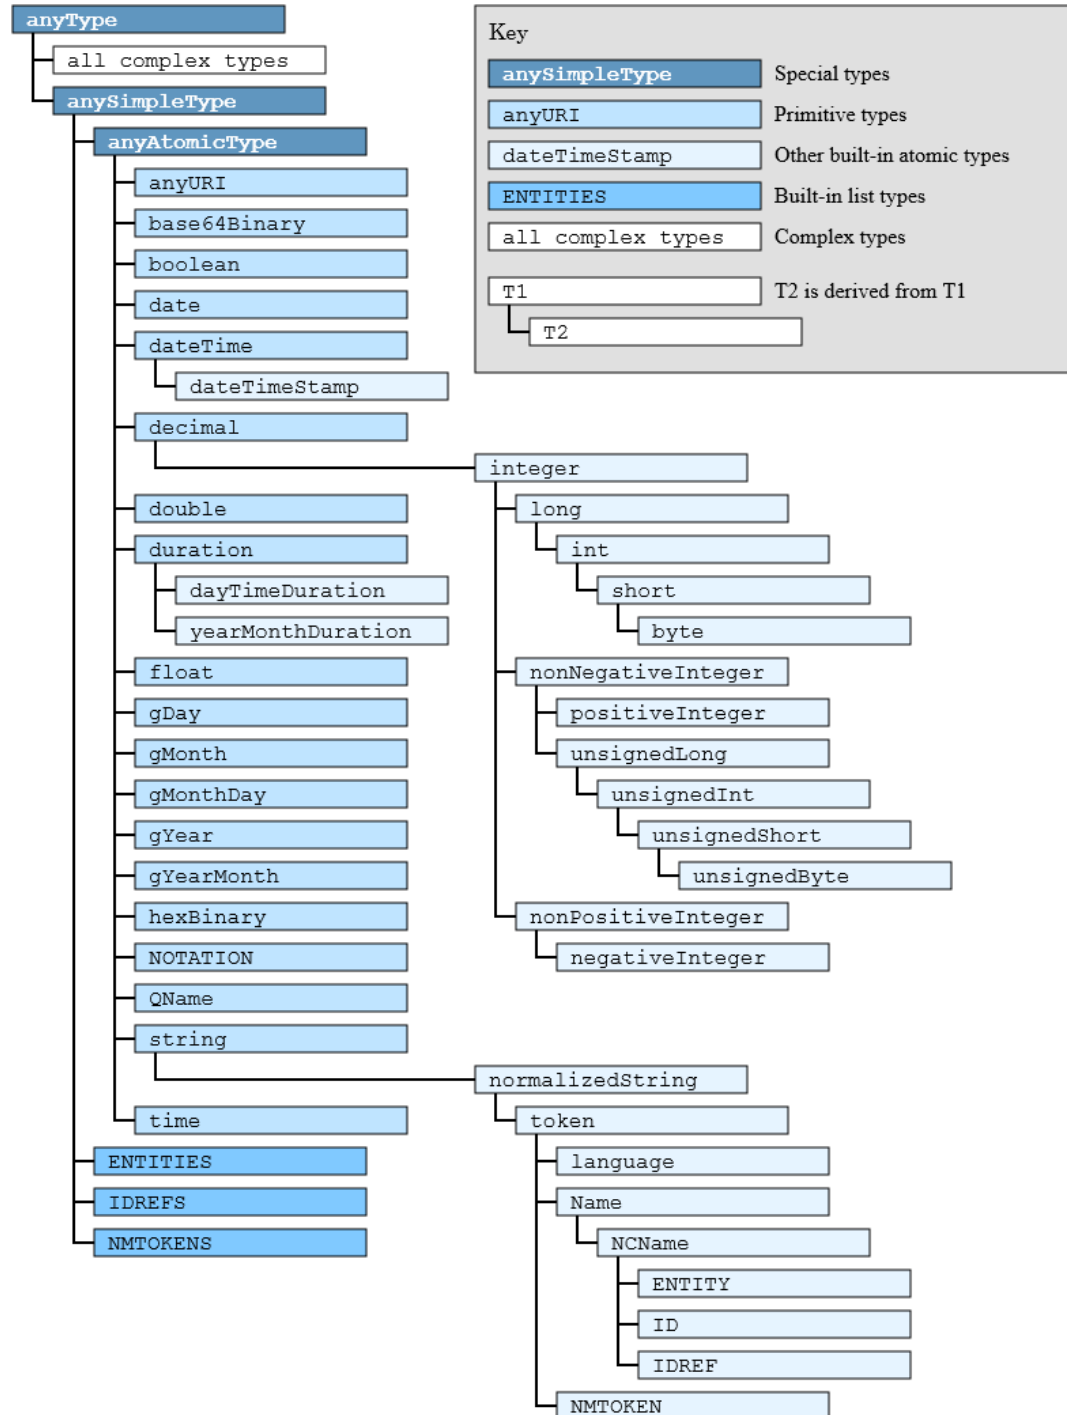 anyType
all complex types
anySimpleType
anyAtomicType
anyURI
base64Binary
boolean
date
dateTime
dateTimeStamp
decimal
integer
long
int
short
byte
nonNegativeInteger
positiveInteger
unsignedLong
unsignedInt
unsignedShort
unsignedByte
nonPositiveInteger
negativeInteger
double
duration
dayTimeDuration
yearMonthDuration
float
gDay
gMonth
gMonthDay
gYear
gYearMonth
hexBinary
NOTATION
QName
string
normalizedString
token
language
Name
NCName
ENTITY
ID
IDREF
NMTOKEN
time
ENTITIES
IDREFS
NMTOKENS
Key
anySimpleType Special types
anyURI Primitive types
dateTimeStamp Other built-in atomic types
ENTITIES Built-in list types
all complex types Complex types
T1 T2 is derived from T1
T2